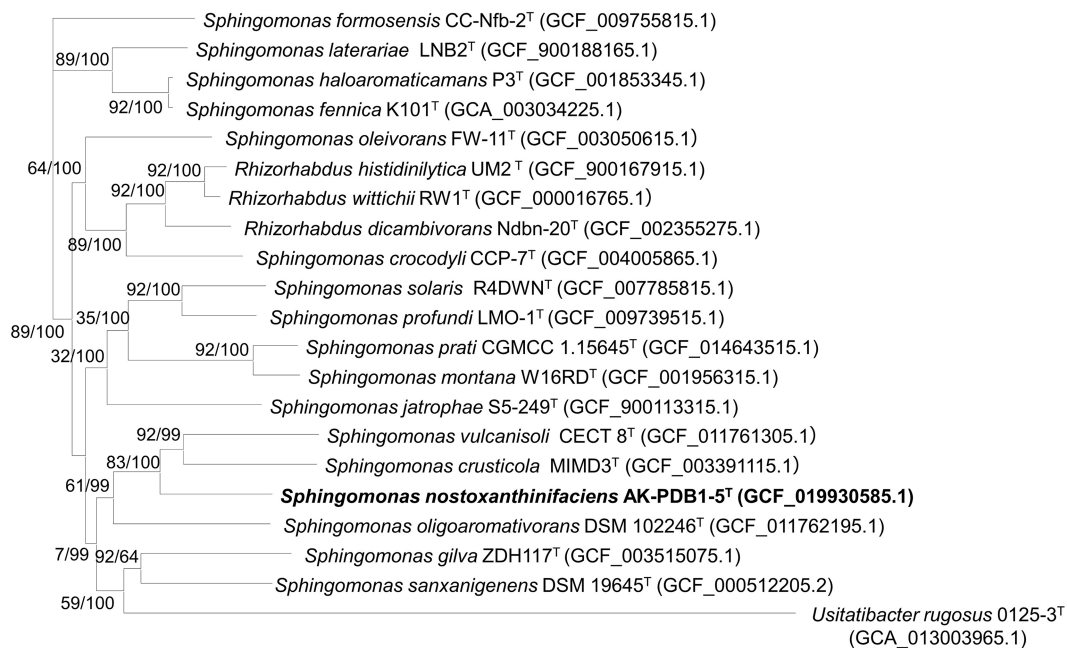 Sphingomonas formosensis CC-Nfb-2ᵀ (GCF_009755815.1)
Sphingomonas laterariae LNB2ᵀ (GCF_900188165.1)
89/100
Sphingomonas haloaromaticamans P3ᵀ (GCF_001853345.1)
92/100
Sphingomonas fennica K101ᵀ (GCA_003034225.1)
Sphingomonas oleivorans FW-11ᵀ (GCF_003050615.1)
64/100
92/100
Rhizorhabdus histidinilytica UM2 ᵀ (GCF_900167915.1)
92/100
Rhizorhabdus wittichii RW1ᵀ (GCF_000016765.1)
Rhizorhabdus dicambivorans Ndbn-20ᵀ (GCF_002355275.1)
89/100
Sphingomonas crocodyli CCP-7ᵀ (GCF_004005865.1)
92/100
Sphingomonas solaris R4DWNᵀ (GCF_007785815.1)
35/100
Sphingomonas profundi LMO-1ᵀ (GCF_009739515.1)
89/100
32/100
92/100
Sphingomonas prati CGMCC 1.15645ᵀ (GCF_014643515.1)
Sphingomonas montana W16RDᵀ (GCF_001956315.1)
Sphingomonas jatrophae S5-249ᵀ (GCF_900113315.1)
92/99
Sphingomonas vulcanisoli CECT 8ᵀ (GCF_011761305.1)
83/100
Sphingomonas crusticola MIMD3ᵀ (GCF_003391115.1)
61/99
Sphingomonas nostoxanthinifaciens AK-PDB1-5ᵀ (GCF_019930585.1)
Sphingomonas oligoaromativorans DSM 102246ᵀ (GCF_011762195.1)
7/99
92/64
Sphingomonas gilva ZDH117ᵀ (GCF_003515075.1)
Sphingomonas sanxanigenens DSM 19645ᵀ (GCF_000512205.2)
59/100
Usitatibacter rugosus 0125-3ᵀ
(GCA_013003965.1)